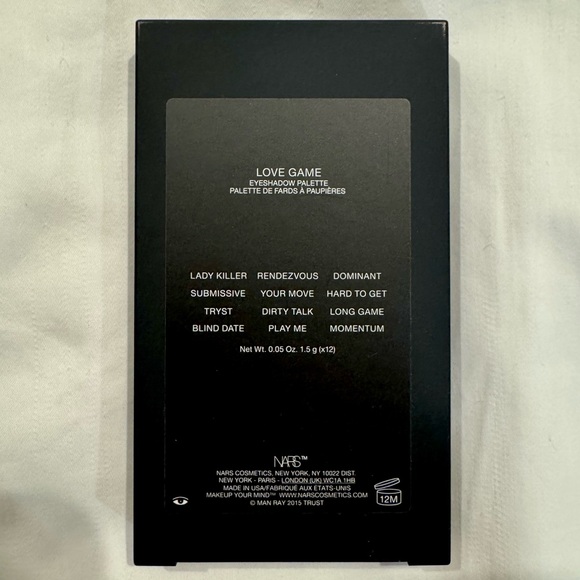 LOVE GAME
EYESHADOW PALETTE
PALETTE DE FARDS À PAUPIÈRES
LADY KILLER RENDEZVOUS DOMINANT
SUBMISSIVE YOUR MOVE HARD TO GET
TRYST DIRTY TALK LONG GAME
BLIND DATE PLAY ME MOMENTUM
Net Wt. 0.05 Oz. 1.5 g (x12)
NARS™
NARS COSMETICS, NEW YORK, NY 10022 DIST.
NEW YORK - PARIS - LONDON (UK) WC1A 1HB
MADE IN USA/FABRIQUÉ AUX ÉTATS-UNIS
MAKEUP YOUR MIND™ WWW.NARSCOSMETICS.COM
© MAN RAY 2015 TRUST
12M